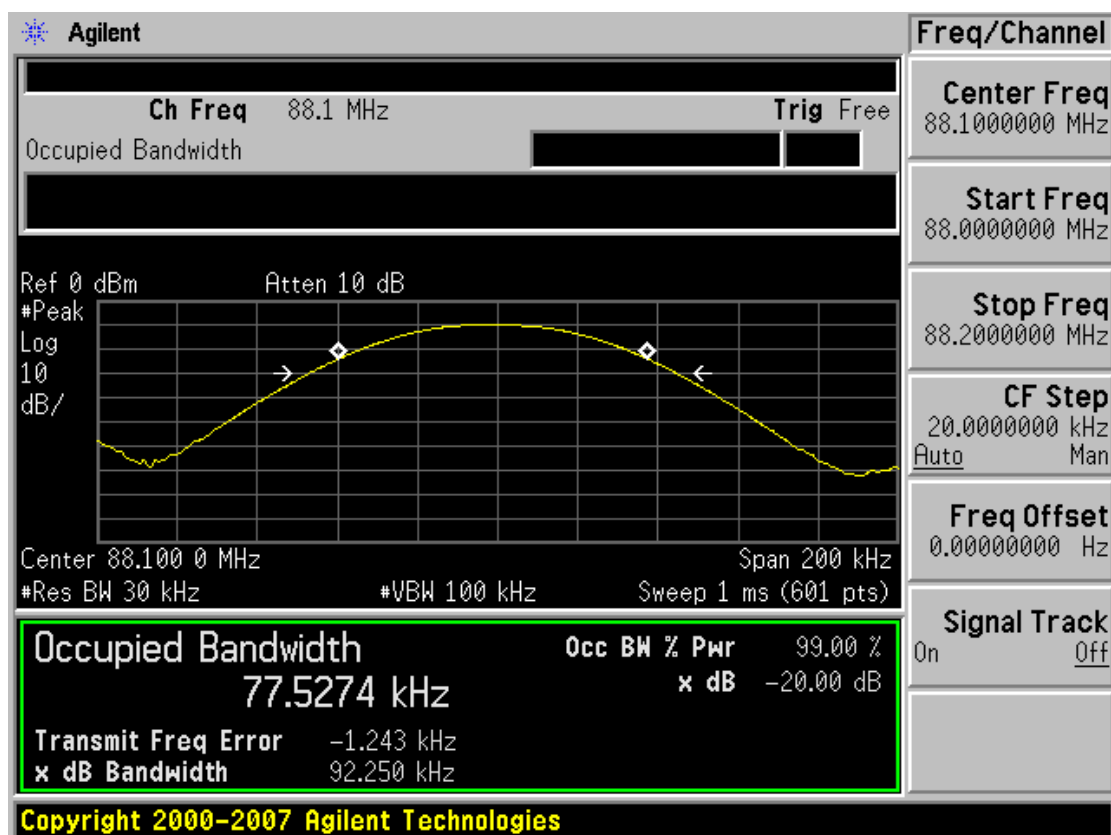 Agilent
Ch Freq 88.1 MHz Trig Free
Occupied Bandwidth
Ref 0 dBm Atten 10 dB
#Peak
Log
10
dB/
Center 88.100 0 MHz Span 200 kHz
#Res BW 30 kHz #VBW 100 kHz Sweep 1 ms (601 pts)
Occupied Bandwidth
77.5274 kHz
Occ BW % Pwr 99.00 %
x dB -20.00 dB
Transmit Freq Error -1.243 kHz
x dB Bandwidth 92.250 kHz
Freq/Channel
Center Freq
88.1000000 MHz
Start Freq
88.0000000 MHz
Stop Freq
88.2000000 MHz
CF Step
20.0000000 kHz
Auto Man
Freq Offset
0.00000000 Hz
Signal Track
On Off
Copyright 2000-2007 Agilent Technologies